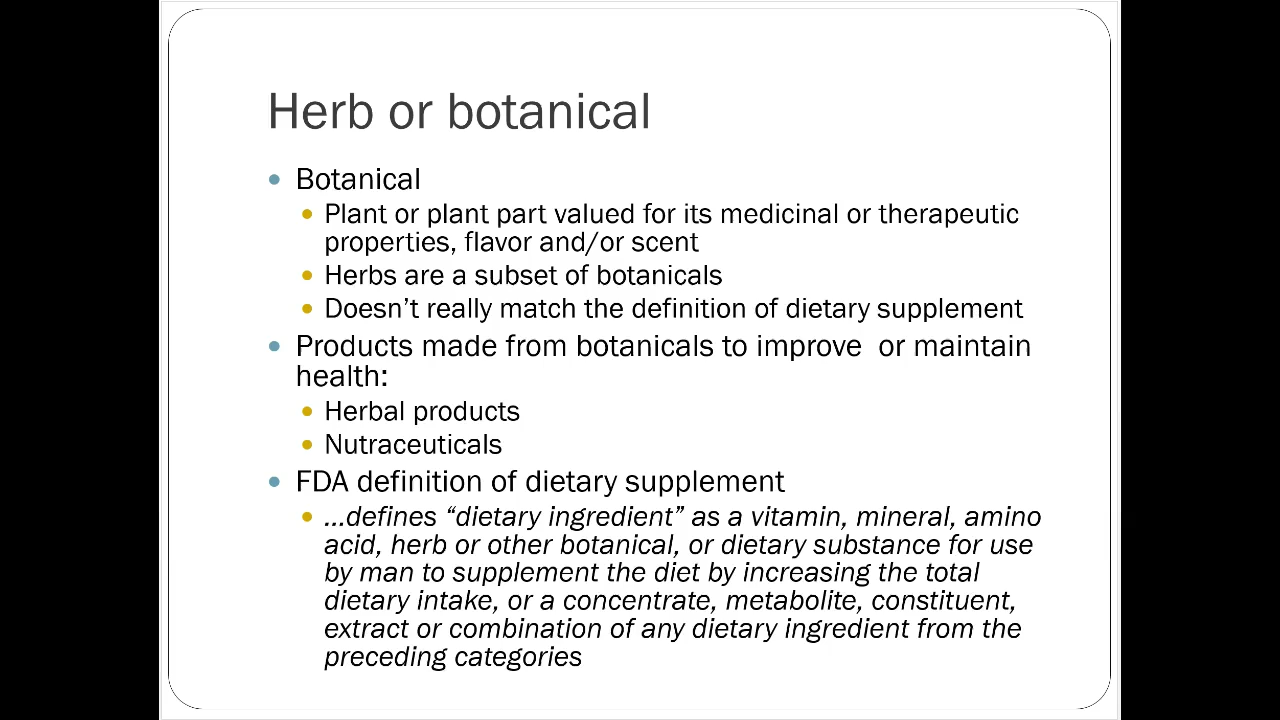 Herb or botanical
Botanical
Plant or plant part valued for its medicinal or therapeutic
properties, flavor and/or scent
Herbs are a subset of botanicals
Doesn’t really match the definition of dietary supplement
Products made from botanicals to improve  or maintain
health:
Herbal products
Nutraceuticals
FDA definition of dietary supplement
…defines “dietary ingredient” as a vitamin, mineral, amino
acid, herb or other botanical, or dietary substance for use
by man to supplement the diet by increasing the total
dietary intake, or a concentrate, metabolite, constituent,
extract or combination of any dietary ingredient from the
preceding categories